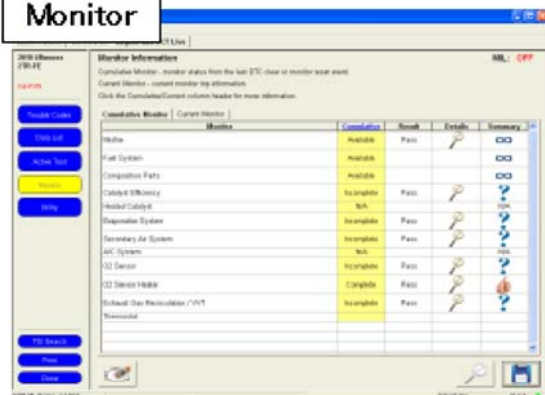 Monitor
Monitor Information
MIL: OFF
Cumulative Monitor - monitor status from the last DTC clear or monitor reset event.
Current Monitor - current monitor trip information.
Click the Cumulative/Current column header for more information.
Trouble Codes
Data List
Active Test
Monitor
Utility
Cumulative Monitor Current Monitor
Monitor Cumulative Result Details Summary
Misfire Available Pass
Fuel System Available
Composition Parts Available
Catalyst Efficiency Incomplete Pass
Heated Catalyst N/A N/A
Evaporative System Incomplete Pass
Secondary Air System Incomplete Pass
A/C System N/A N/A
O2 Sensor Incomplete Pass
O2 Sensor Heater Complete Pass
Exhaust Gas Recirculation / VVT Incomplete Pass
Thermostat
Print
Close